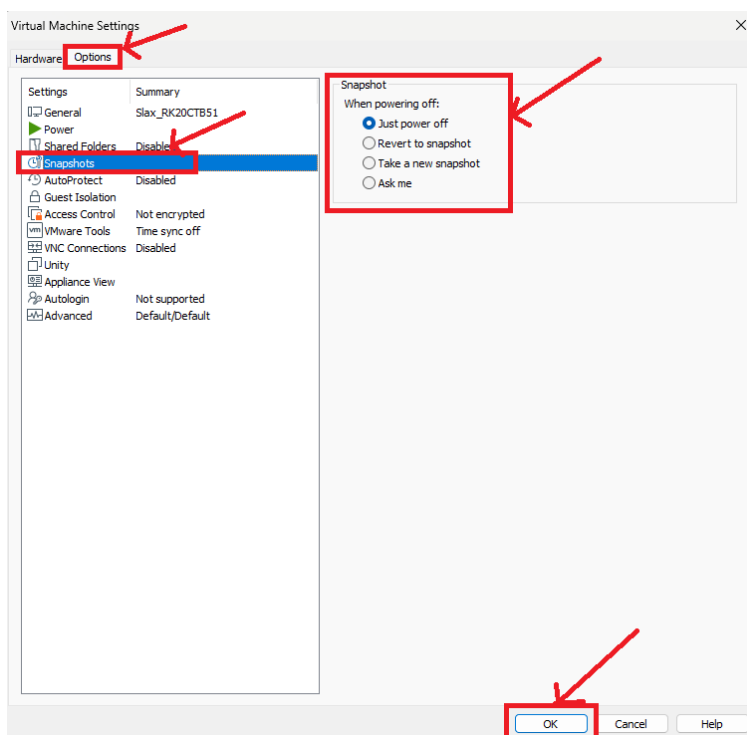 Virtual Machine Settings
Hardware Options
Settings Summary
General Slax_RK20CTB51
Power
Shared Folders Disabled
Snapshots
AutoProtect Disabled
Guest Isolation
Access Control Not encrypted
vm VMware Tools Time sync off
VNC Connections Disabled
Unity
Appliance View
Autologin Not supported
Advanced Default/Default
Snapshot
When powering off:
Just power off
Revert to snapshot
Take a new snapshot
Ask me
OK Cancel Help